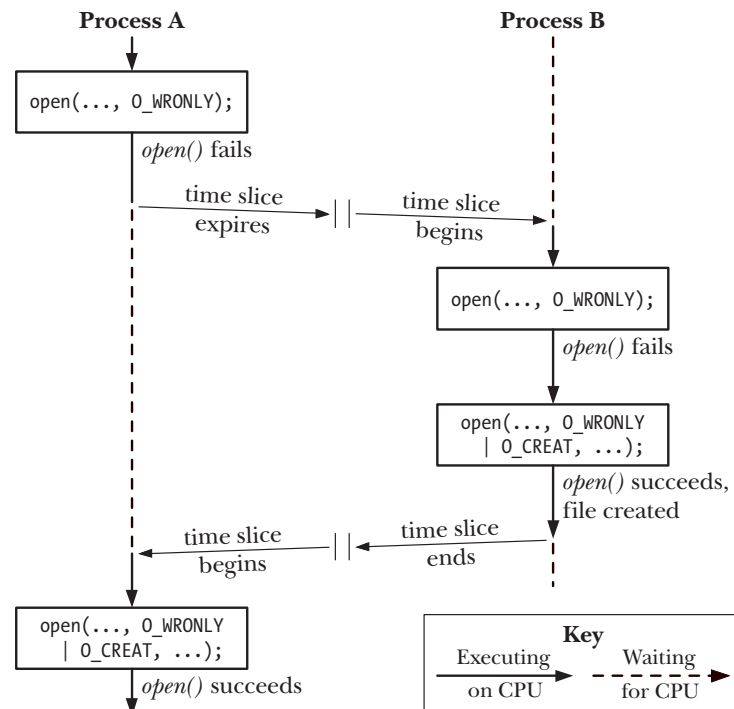 Process A
Process B
open(..., O_WRONLY);
open() fails
time slice
expires
time slice
begins
open(..., O_WRONLY);
open() fails
open(..., O_WRONLY
| O_CREAT, ...);
open() succeeds,
file created
time slice
ends
time slice
begins
open(..., O_WRONLY
| O_CREAT, ...);
open() succeeds
Key
Executing
on CPU
Waiting
for CPU